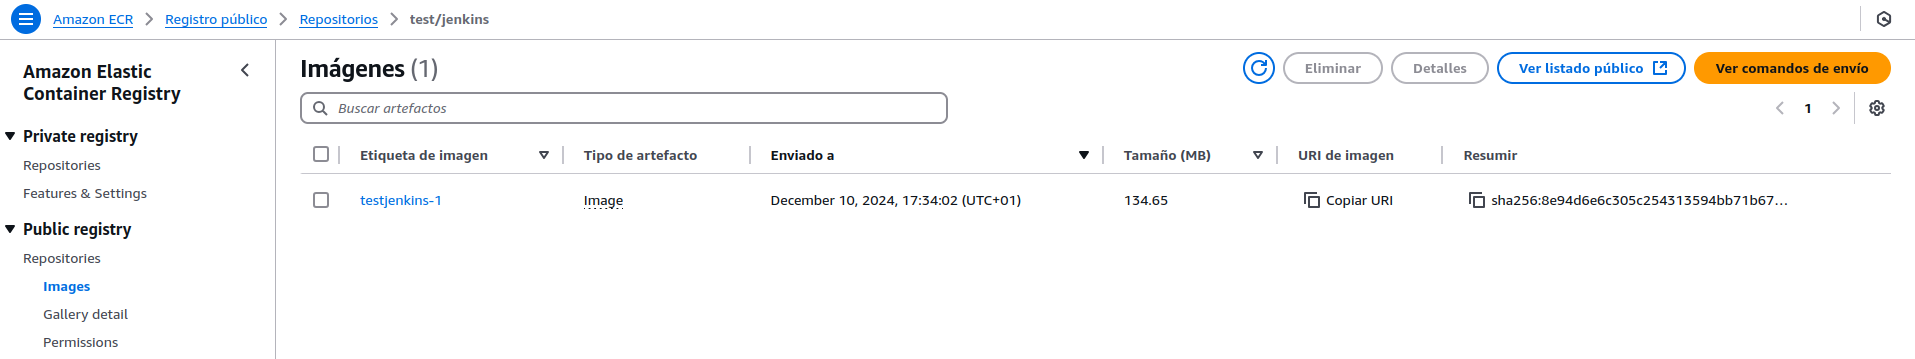 Amazon ECR > Registro público > Repositorios > test/jenkins
Amazon Elastic
Container Registry
Private registry
Repositories
Features & Settings
Public registry
Repositories
Images
Gallery detail
Permissions
Imágenes (1)
Eliminar
Detalles
Ver listado público
Ver comandos de envío
Buscar artefactos
1
Etiqueta de imagen Tipo de artefacto Enviado a Tamaño (MB) URI de imagen Resumir
testjenkins-1 Image December 10, 2024, 17:34:02 (UTC+01) 134.65 Copiar URI sha256:8e94d6e6c305c254313594bb71b67...